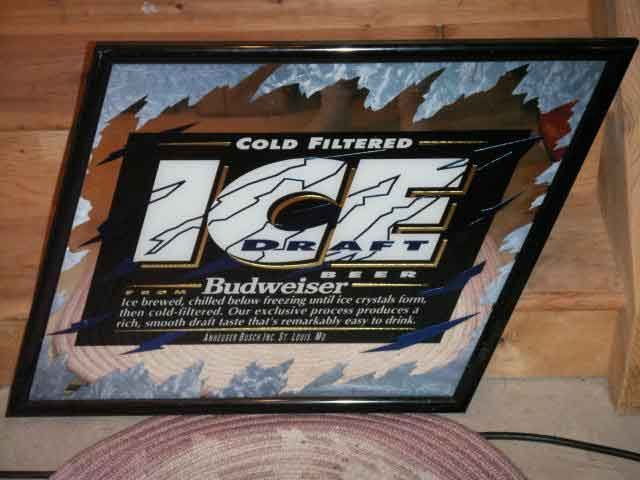 COLD FILTERED
ICE
DRAFT
BEER
FROM Budweiser
Ice brewed, chilled below freezing until ice crystals form,
then cold-filtered. Our exclusive process produces a
rich, smooth draft taste that's remarkably easy to drink.
ANHEUSER BUSCH INC. ST. LOUIS, MO.